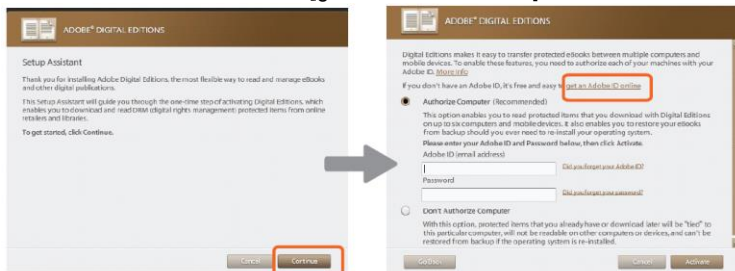 ADOBE® DIGITAL EDITIONS
Setup Assistant
Thank you for installing Adobe Digital Editions, the most flexible way to read and manage eBooks
and other digital publications.
This Setup Assistant will guide you through the one-time step of activating Digital Editions, which
enables you to download and read DRM (digital rights management) protected items from online
retailers and libraries.
To get started, click Continue.
Cancel
Continue
ADOBE® DIGITAL EDITIONS
Digital Editions makes it easy to transfer protected eBooks between multiple computers and
mobile devices. To enable these features, you need to authorize each of your machines with your
Adobe ID. More info
If you don't have an Adobe ID, it's free and easy to get an Adobe ID online
Authorize Computer (Recommended)
This option enables you to read protected items that you download with Digital Editions
on up to six computers and mobile devices. It also enables you to restore your eBooks
from backup should you ever need to re-install your operating system.
Please enter your Adobe ID and Password below, then click Activate.
Adobe ID (email address)
Did you forget your Adobe ID?
Password
Did you forget your password?
Don't Authorize Computer
With this option, protected items that you already have or download later will be "tied" to
this particular computer, will not be readable on other computers or devices, and can't be
restored from backup if the operating system is re-installed.
Go Back
Cancel
Activate